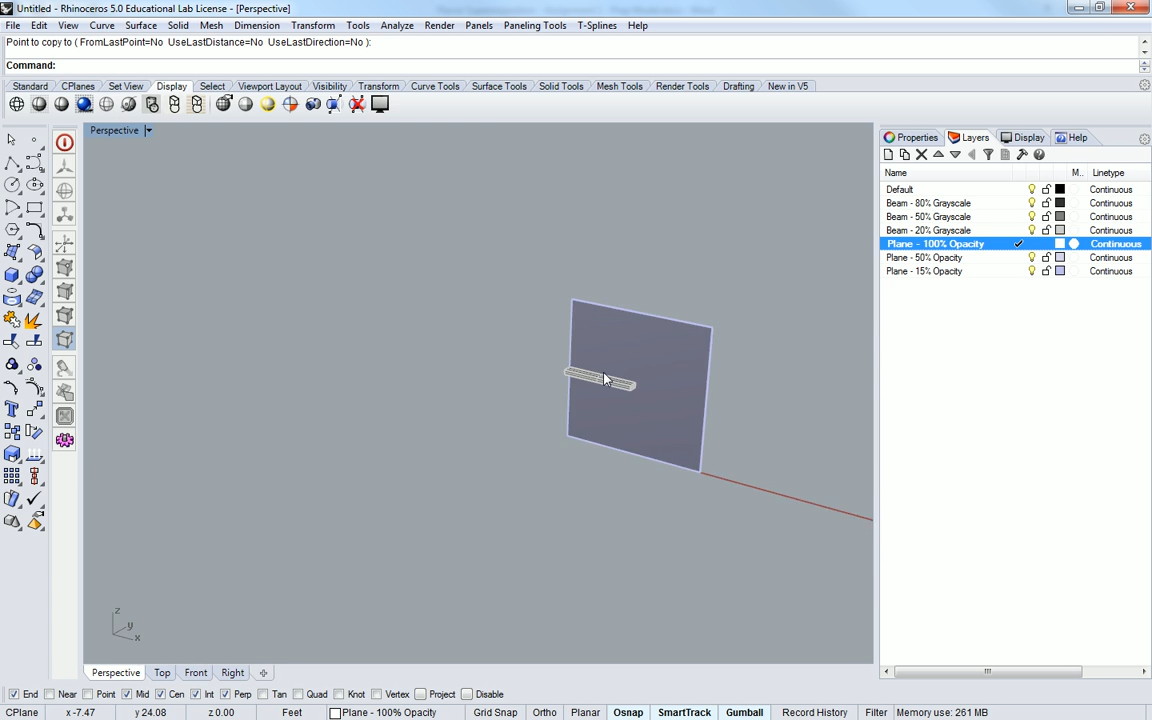 Untitled - Rhinoceros 5.0 Educational Lab License - [Perspective]
File Edit View Curve Surface Solid Mesh Dimension Transform Tools Analyze Render Panels Paneling Tools T-Splines Help
Point to copy to ( FromLastPoint=No UseLastDistance=No UseLastDirection=No ):
Command:
Standard CPlanes Set View Display Select Viewport Layout Visibility Transform Curve Tools Surface Tools Solid Tools Mesh Tools Render Tools Drafting New in V5
Perspective
Properties Layers Display Help
Name M.. Linetype
Default Continuous
Beam - 80% Grayscale Continuous
Beam - 50% Grayscale Continuous
Beam - 20% Grayscale Continuous
Plane - 100% Opacity Continuous
Plane - 50% Opacity Continuous
Plane - 15% Opacity Continuous
z
y
x
Perspective Top Front Right
End Near Point Mid Cen Int Perp Tan Quad Knot Vertex Project Disable
CPlane x -7.47 y 24.08 z 0.00 Feet Plane - 100% Opacity Grid Snap Ortho Planar Osnap SmartTrack Gumball Record History Filter Memory use: 261 MB